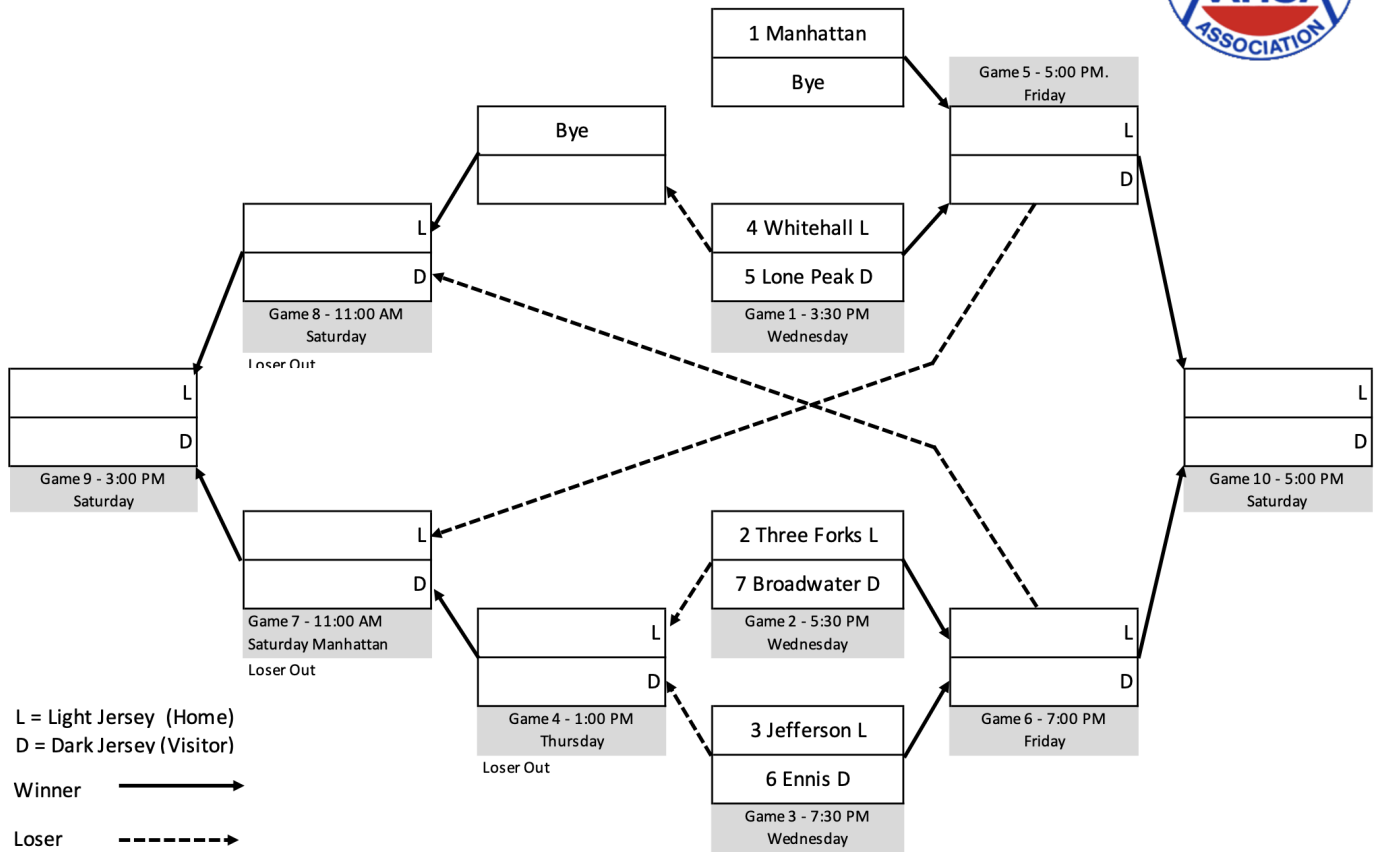 ASSOCIATION
1 Manhattan
Bye
Game 5 - 5:00 PM.
Friday
L
D
Bye
4 Whitehall L
5 Lone Peak D
Game 1 - 3:30 PM
Wednesday
L
D
Game 8 - 11:00 AM
Saturday
Loser Out
L
D
Game 9 - 3:00 PM
Saturday
L
D
Game 10 - 5:00 PM
Saturday
L
D
Game 7 - 11:00 AM
Saturday Manhattan
Loser Out
2 Three Forks L
7 Broadwater D
Game 2 - 5:30 PM
Wednesday
L
D
Game 4 - 1:00 PM
Thursday
Loser Out
L
D
Game 6 - 7:00 PM
Friday
3 Jefferson L
6 Ennis D
Game 3 - 7:30 PM
Wednesday
L = Light Jersey (Home)
D = Dark Jersey (Visitor)
Winner
Loser